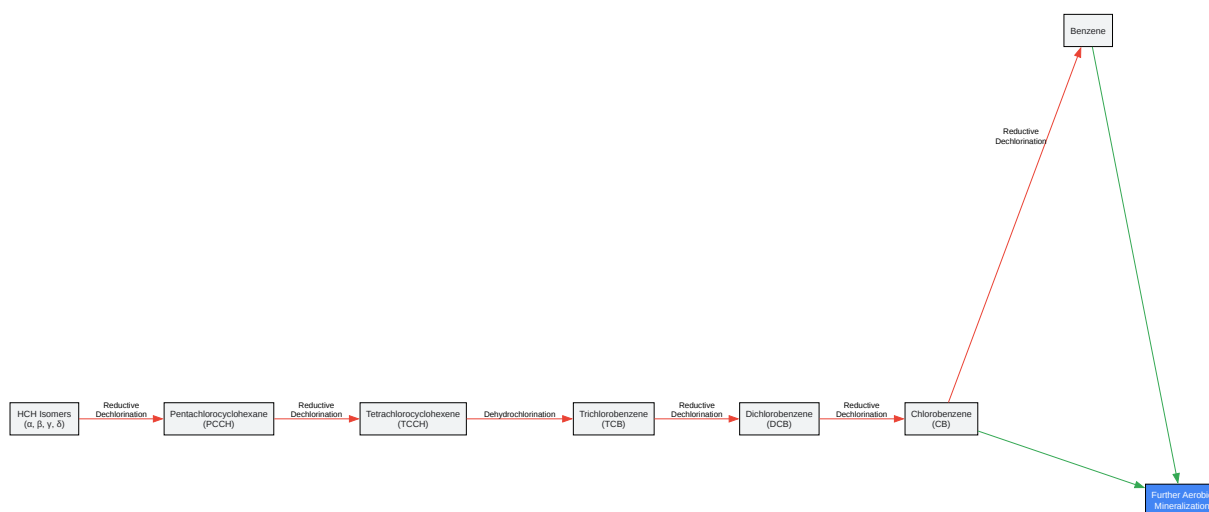 Benzene
Reductive
Dechlorination
HCH Isomers
(α, β, γ, δ)
Reductive
Dechlorination
Pentachlorocyclohexane
(PCCH)
Reductive
Dechlorination
Tetrachlorocyclohexene
(TCCH)
Dehydrochlorination
Trichlorobenzene
(TCB)
Reductive
Dechlorination
Dichlorobenzene
(DCB)
Reductive
Dechlorination
Chlorobenzene
(CB)
Further Aerobic
Mineralization